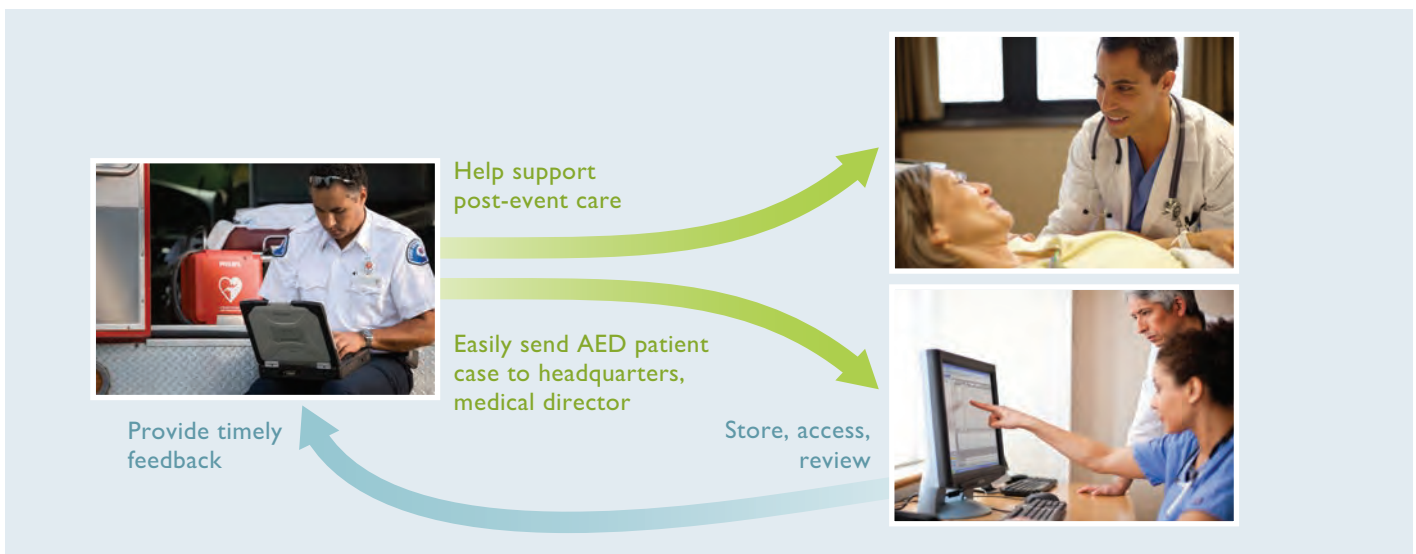 Help support
post-event care
PHILIPS
Easily send AED patient
case to headquarters,
medical director
Provide timely
feedback
Store, access,
review